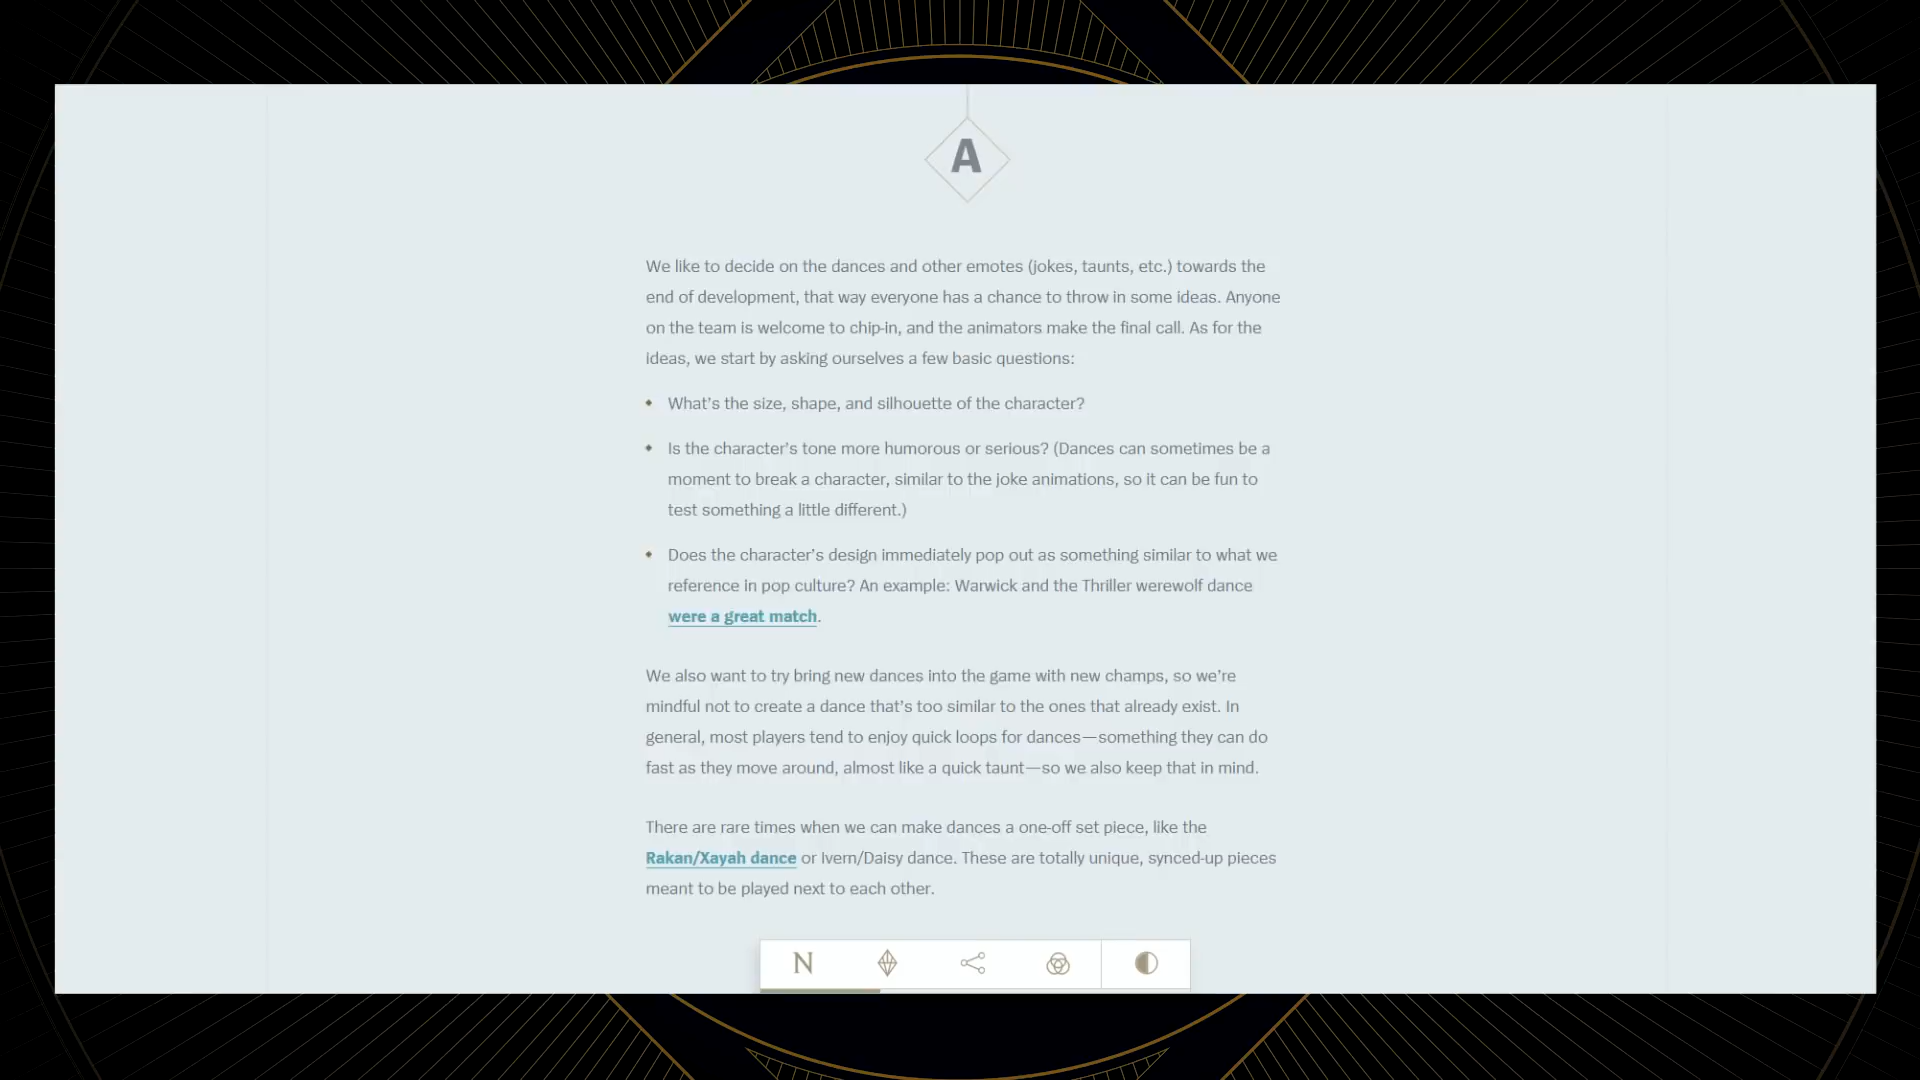 A
We like to decide on the dances and other emotes (jokes, taunts, etc.) towards the
end of development, that way everyone has a chance to throw in some ideas. Anyone
on the team is welcome to chip-in, and the animators make the final call. As for the
ideas, we start by asking ourselves a few basic questions:
What's the size, shape, and silhouette of the character?
Is the character's tone more humorous or serious? (Dances can sometimes be a
moment to break a character, similar to the joke animations, so it can be fun to
test something a little different.)
Does the character's design immediately pop out as something similar to what we
reference in pop culture? An example: Warwick and the Thriller werewolf dance
were a great match.
We also want to try bring new dances into the game with new champs, so we're
mindful not to create a dance that's too similar to the ones that already exist. In
general, most players tend to enjoy quick loops for dances—something they can do
fast as they move around, almost like a quick taunt—so we also keep that in mind.
There are rare times when we can make dances a one-off set piece, like the
Rakan/Xayah dance or Ivern/Daisy dance. These are totally unique, synced-up pieces
meant to be played next to each other.
N